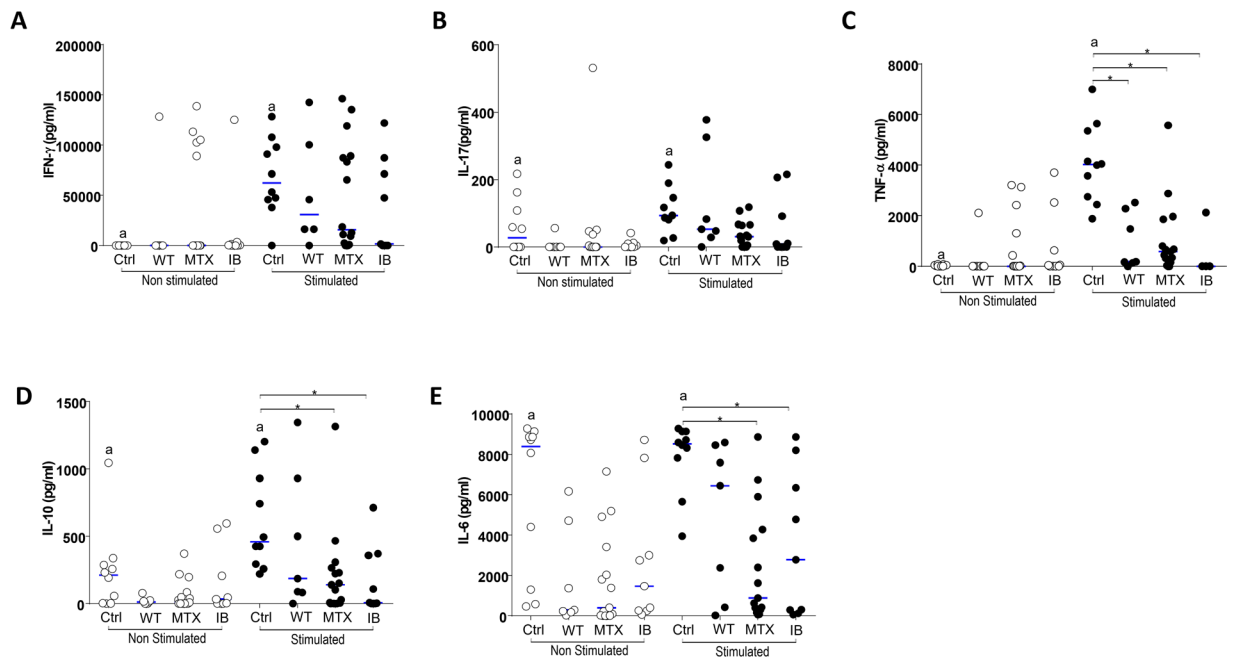 A
IFN-γ (pg/m)l
200000
150000
100000
50000
0
a
a
Ctrl WT MTX IB Ctrl WT MTX IB
Non stimulated Stimulated
B
IL-17(pg/ml)
600
400
200
0
a
a
Ctrl WT MTX IB Ctrl WT MTX IB
Non stimulated Stimulated
C
TNF-α (pg/ml)
8000
6000
4000
2000
0
a
a
*
*
*
Ctrl WT MTX IB Ctrl WT MTX IB
Non Stimulated Stimulated
D
IL-10 (pg/ml)
1500
1000
500
0
a
a
*
*
Ctrl WT MTX IB Ctrl WT MTX IB
Non Stimulated Stimulated
E
IL-6 (pg/ml)
10000
8000
6000
4000
2000
0
a
a
*
*
Ctrl WT MTX IB Ctrl WT MTX IB
Non Stimulated Stimulated